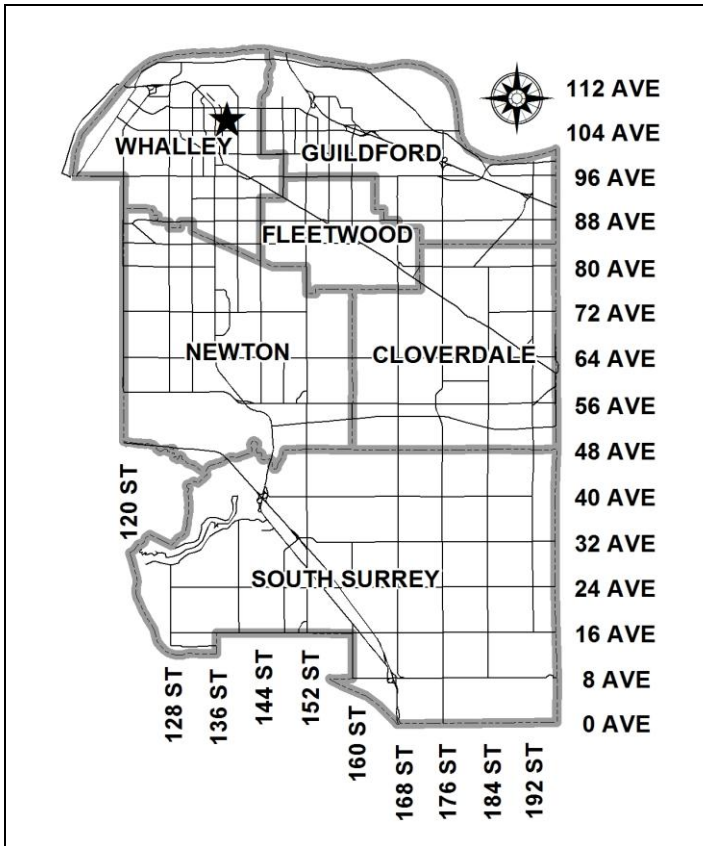 112 AVE
104 AVE
WHALLEY
GUILDFORD
96 AVE
88 AVE
FLEETWOOD
80 AVE
72 AVE
NEWTON
CLOVERDALE
64 AVE
56 AVE
48 AVE
120 ST
40 AVE
32 AVE
SOUTH SURREY
24 AVE
16 AVE
8 AVE
0 AVE
128 ST
136 ST
144 ST
152 ST
160 ST
168 ST
176 ST
184 ST
192 ST